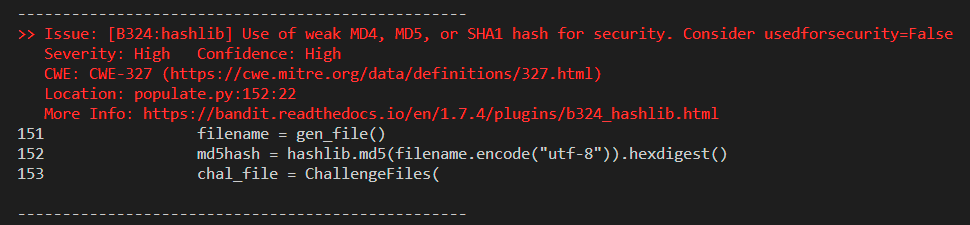 --------------------------------------------------
>> Issue: [B324:hashlib] Use of weak MD4, MD5, or SHA1 hash for security. Consider usedforsecurity=False
   Severity: High   Confidence: High
   CWE: CWE-327 (https://cwe.mitre.org/data/definitions/327.html)
   Location: populate.py:152:22
   More Info: https://bandit.readthedocs.io/en/1.7.4/plugins/b324_hashlib.html
151                 filename = gen_file()
152                 md5hash = hashlib.md5(filename.encode("utf-8")).hexdigest()
153                 chal_file = ChallengeFiles(
--------------------------------------------------